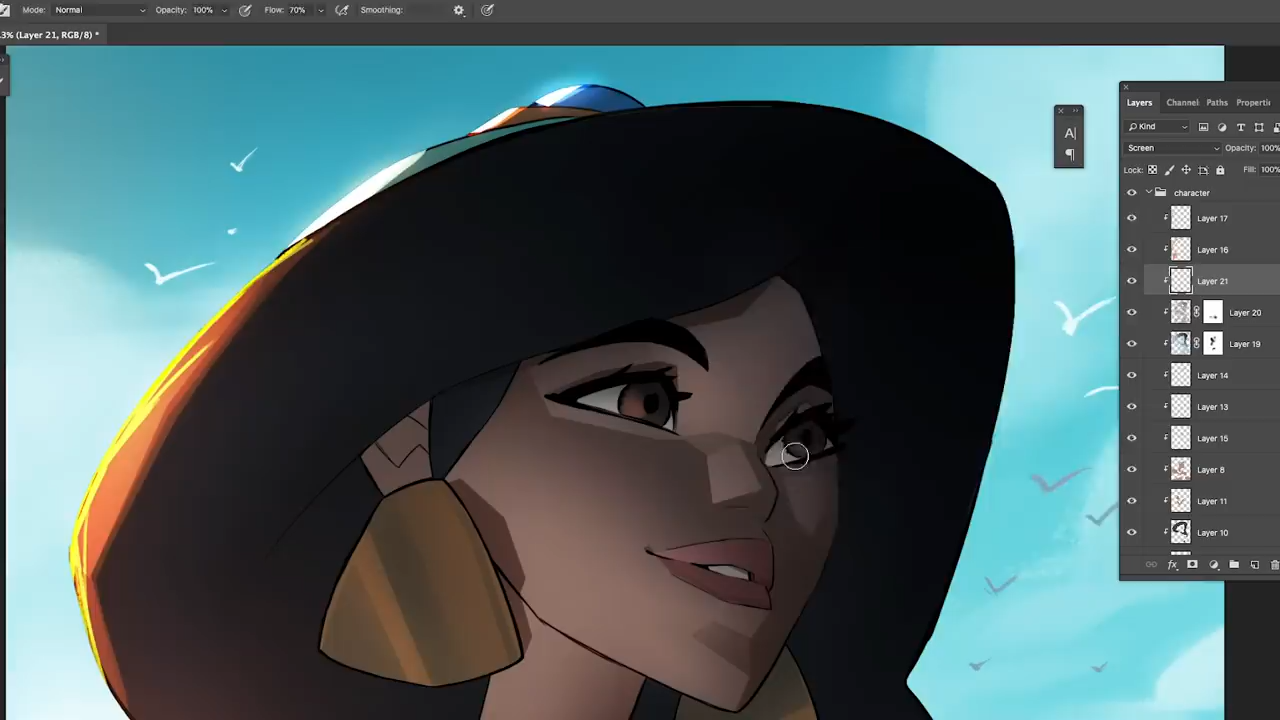 Mode: Normal Opacity: 100% Flow: 70% Smoothing:
3% (Layer 21, RGB/8) *
Layers Channel Paths Properti
Kind
Screen Opacity: 100%
Lock: Fill: 100%
character
Layer 17
Layer 16
Layer 21
Layer 20
Layer 19
Layer 14
Layer 13
Layer 15
Layer 8
Layer 11
Layer 10
fx